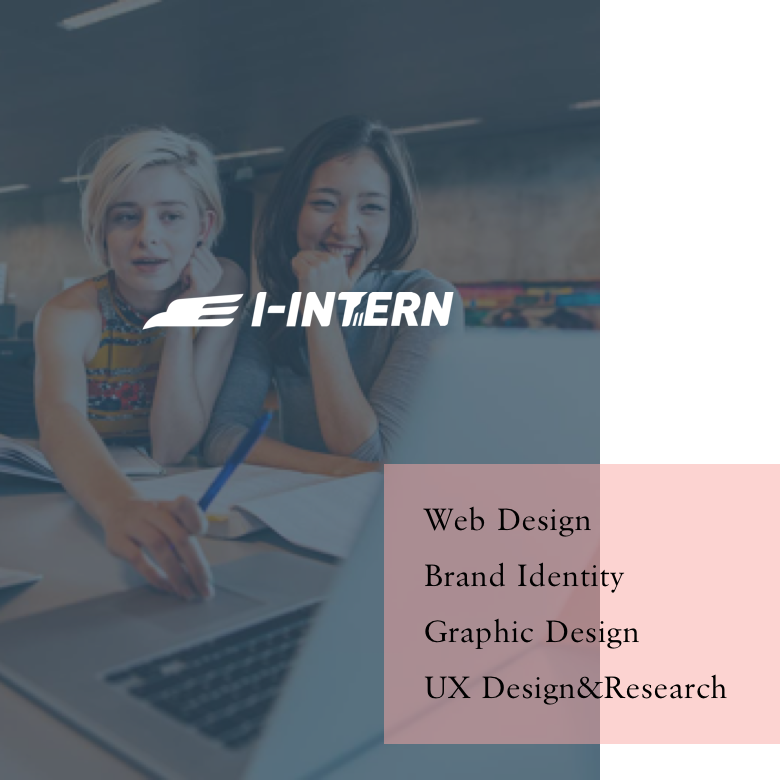 I-INTERN
Web Design
Brand Identity
Graphic Design
UX Design&Research